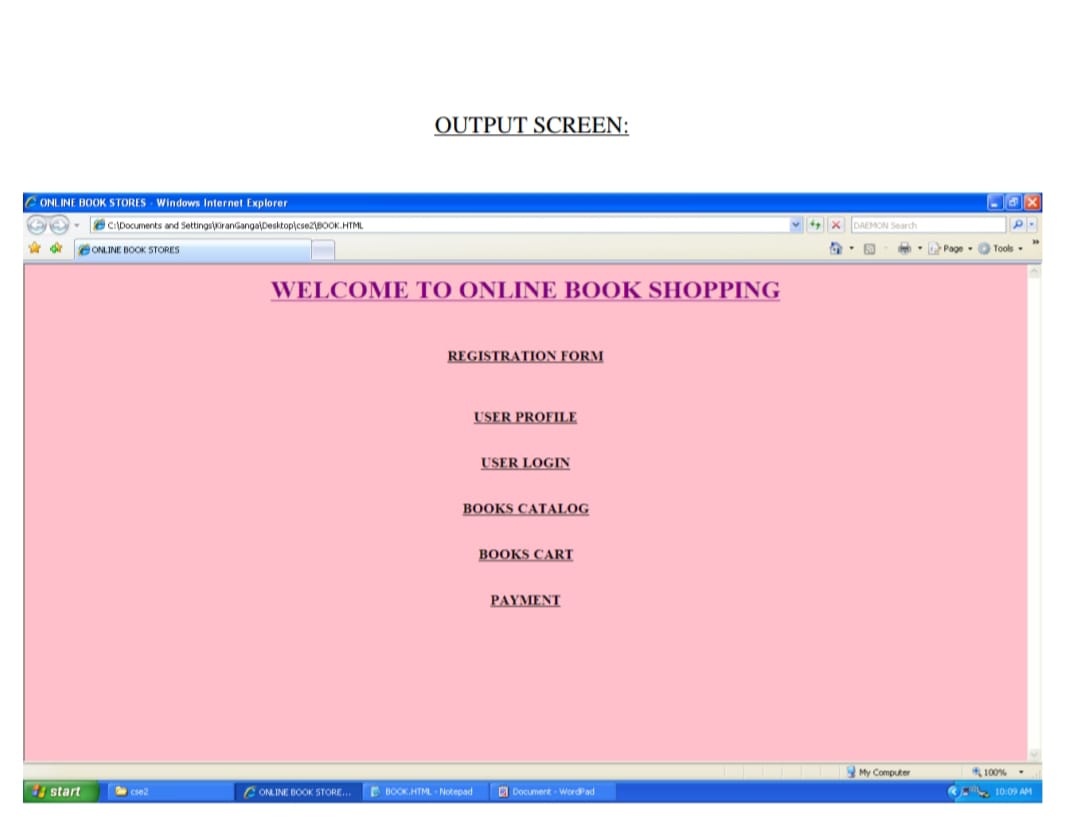 OUTPUT SCREEN:
ONLINE BOOK STORES - Windows Internet Explorer
C:\Documents and Settings\KiranGanga\Desktop\cse2\BOOK.HTML
DAEMON Search
ONLINE BOOK STORES
Page
Tools
WELCOME TO ONLINE BOOK SHOPPING
REGISTRATION FORM
USER PROFILE
USER LOGIN
BOOKS CATALOG
BOOKS CART
PAYMENT
My Computer
100%
start
cse2
ONLINE BOOK STORE...
BOOK.HTML - Notepad
Document - WordPad
10:09 AM